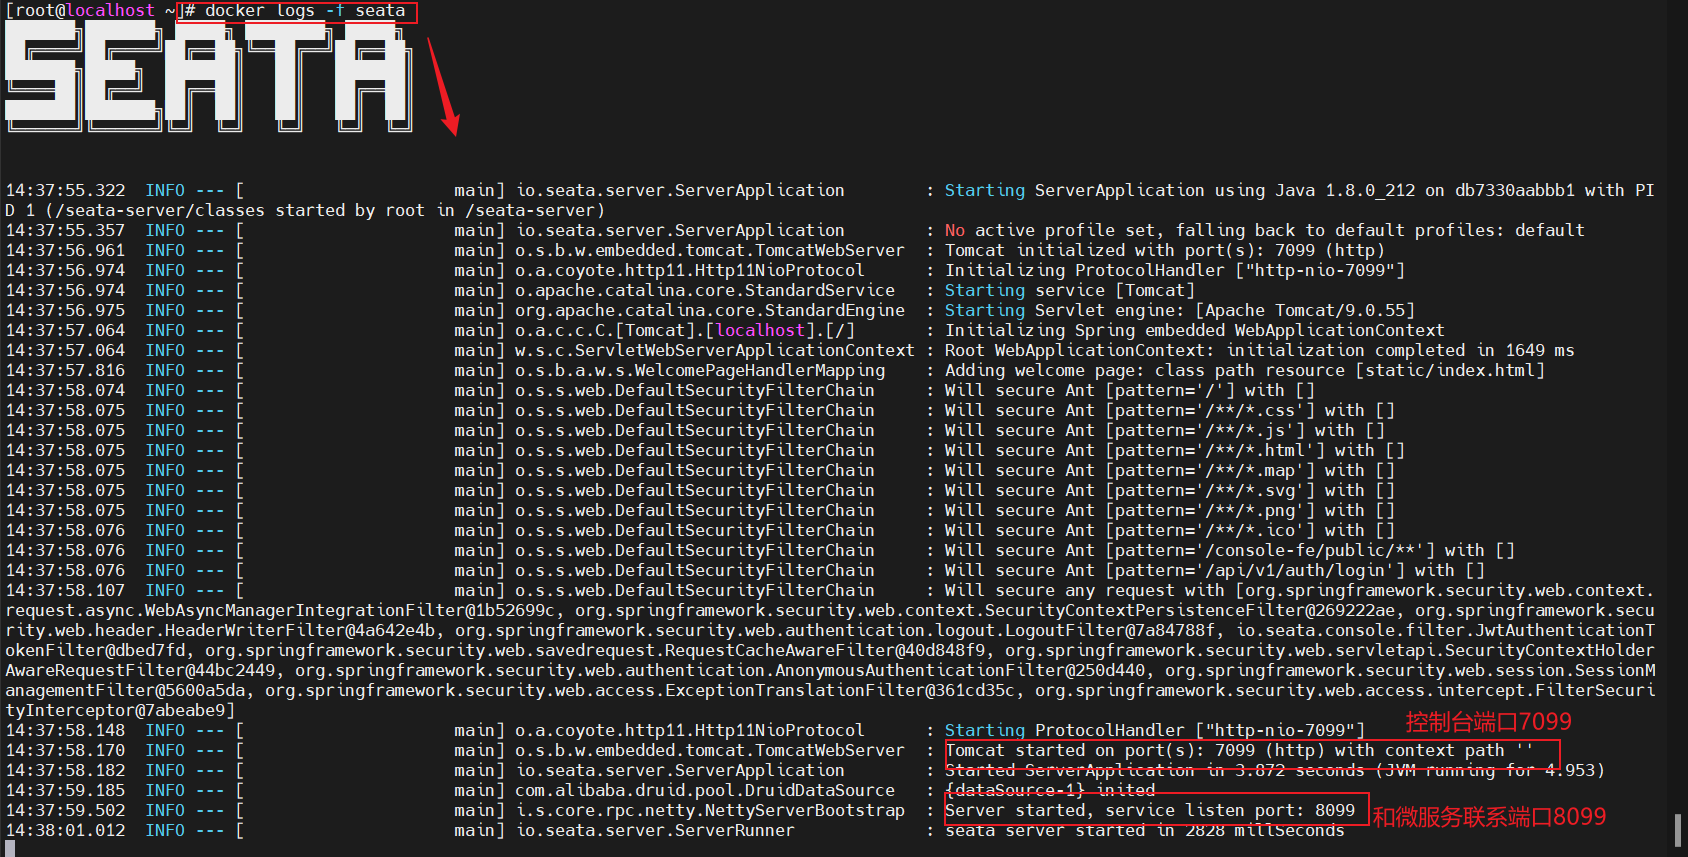 [root@localhost ~]# docker logs -f seata
SEATA
14:37:55.322  INFO --- [                     main] io.seata.server.ServerApplication        : Starting ServerApplication using Java 1.8.0_212 on db7330aabbb1 with PI
D 1 (/seata-server/classes started by root in /seata-server)
14:37:55.357  INFO --- [                     main] io.seata.server.ServerApplication        : No active profile set, falling back to default profiles: default
14:37:56.961  INFO --- [                     main] o.s.b.w.embedded.tomcat.TomcatWebServer  : Tomcat initialized with port(s): 7099 (http)
14:37:56.974  INFO --- [                     main] o.a.coyote.http11.Http11NioProtocol      : Initializing ProtocolHandler ["http-nio-7099"]
14:37:56.974  INFO --- [                     main] o.apache.catalina.core.StandardService   : Starting service [Tomcat]
14:37:56.975  INFO --- [                     main] org.apache.catalina.core.StandardEngine  : Starting Servlet engine: [Apache Tomcat/9.0.55]
14:37:57.064  INFO --- [                     main] o.a.c.c.C.[Tomcat].[localhost].[/]       : Initializing Spring embedded WebApplicationContext
14:37:57.064  INFO --- [                     main] w.s.c.ServletWebServerApplicationContext : Root WebApplicationContext: initialization completed in 1649 ms
14:37:57.816  INFO --- [                     main] o.s.b.a.w.s.WelcomePageHandlerMapping    : Adding welcome page: class path resource [static/index.html]
14:37:58.074  INFO --- [                     main] o.s.s.web.DefaultSecurityFilterChain     : Will secure Ant [pattern='/'] with []
14:37:58.075  INFO --- [                     main] o.s.s.web.DefaultSecurityFilterChain     : Will secure Ant [pattern='/**/*.css'] with []
14:37:58.075  INFO --- [                     main] o.s.s.web.DefaultSecurityFilterChain     : Will secure Ant [pattern='/**/*.js'] with []
14:37:58.075  INFO --- [                     main] o.s.s.web.DefaultSecurityFilterChain     : Will secure Ant [pattern='/**/*.html'] with []
14:37:58.075  INFO --- [                     main] o.s.s.web.DefaultSecurityFilterChain     : Will secure Ant [pattern='/**/*.map'] with []
14:37:58.075  INFO --- [                     main] o.s.s.web.DefaultSecurityFilterChain     : Will secure Ant [pattern='/**/*.svg'] with []
14:37:58.075  INFO --- [                     main] o.s.s.web.DefaultSecurityFilterChain     : Will secure Ant [pattern='/**/*.png'] with []
14:37:58.076  INFO --- [                     main] o.s.s.web.DefaultSecurityFilterChain     : Will secure Ant [pattern='/**/*.ico'] with []
14:37:58.076  INFO --- [                     main] o.s.s.web.DefaultSecurityFilterChain     : Will secure Ant [pattern='/console-fe/public/**'] with []
14:37:58.076  INFO --- [                     main] o.s.s.web.DefaultSecurityFilterChain     : Will secure Ant [pattern='/api/v1/auth/login'] with []
14:37:58.107  INFO --- [                     main] o.s.s.web.DefaultSecurityFilterChain     : Will secure any request with [org.springframework.security.web.context.
request.async.WebAsyncManagerIntegrationFilter@1b52699c, org.springframework.security.web.context.SecurityContextPersistenceFilter@269222ae, org.springframework.secu
rity.web.header.HeaderWriterFilter@4a642e4b, org.springframework.security.web.authentication.logout.LogoutFilter@7a84788f, io.seata.console.filter.JwtAuthenticationT
okenFilter@dbed7fd, org.springframework.security.web.savedrequest.RequestCacheAwareFilter@40d848f9, org.springframework.security.web.servletapi.SecurityContextHolder
AwareRequestFilter@44bc2449, org.springframework.security.web.authentication.AnonymousAuthenticationFilter@250d440, org.springframework.security.web.session.SessionM
anagementFilter@5600a5da, org.springframework.security.web.access.ExceptionTranslationFilter@361cd35c, org.springframework.security.web.access.intercept.FilterSecuri
tyInterceptor@7abeabe9]
14:37:58.148  INFO --- [                     main] o.a.coyote.http11.Http11NioProtocol      : Starting ProtocolHandler ["http-nio-7099"]
控制台端口7099
14:37:58.170  INFO --- [                     main] o.s.b.w.embedded.tomcat.TomcatWebServer  : Tomcat started on port(s): 7099 (http) with context path ''
14:37:58.182  INFO --- [                     main] io.seata.server.ServerApplication        : Started ServerApplication in 3.872 seconds (JVM running for 4.953)
14:37:59.185  INFO --- [                     main] com.alibaba.druid.pool.DruidDataSource   : {dataSource-1} inited
14:37:59.502  INFO --- [                     main] i.s.core.rpc.netty.NettyServerBootstrap  : Server started, service listen port: 8099
和微服务联系端口8099
14:38:01.012  INFO --- [                     main] io.seata.server.ServerRunner             : seata server started in 2828 millSeconds